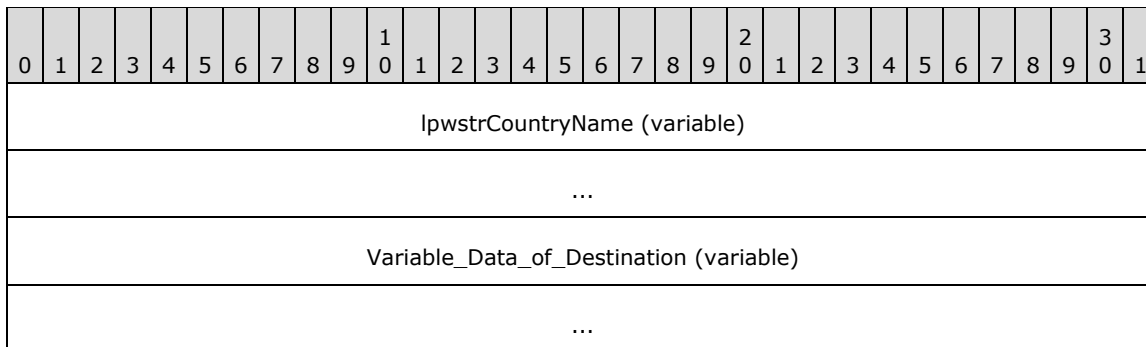 1 2 3
0 1 2 3 4 5 6 7 8 9 0 1 2 3 4 5 6 7 8 9 0 1 2 3 4 5 6 7 8 9 0 1
lpwstrCountryName (variable)
...
Variable_Data_of_Destination (variable)
...